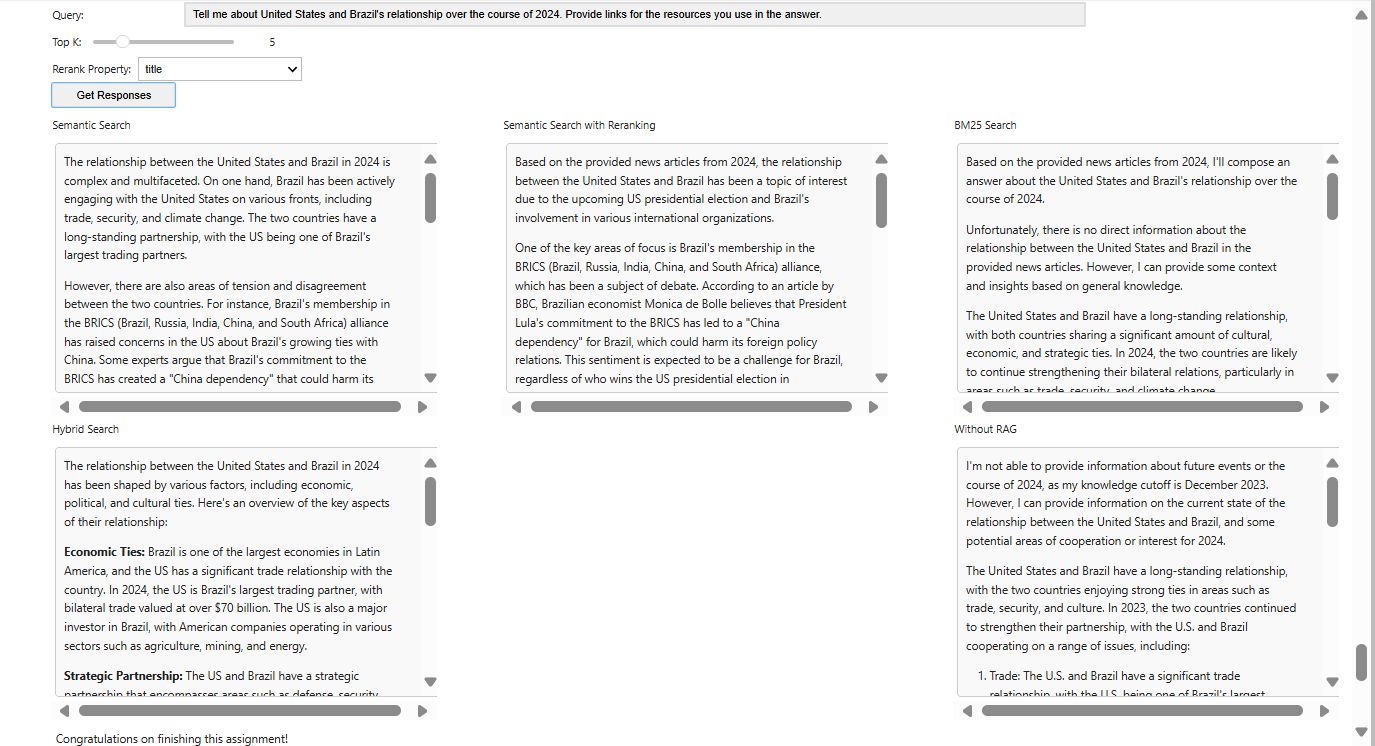 Query: Tell me about United States and Brazil's relationship over the course of 2024. Provide links for the resources you use in the answer.
Top K: 5
Rerank Property: title
Get Responses
Semantic Search
The relationship between the United States and Brazil in 2024 is
complex and multifaceted. On one hand, Brazil has been actively
engaging with the United States on various fronts, including
trade, security, and climate change. The two countries have a
long-standing partnership, with the US being one of Brazil's
largest trading partners.
However, there are also areas of tension and disagreement
between the two countries. For instance, Brazil's membership in
the BRICS (Brazil, Russia, India, China, and South Africa) alliance
has raised concerns in the US about Brazil's growing ties with
China. Some experts argue that Brazil's commitment to the
BRICS has created a "China dependency" that could harm its
Semantic Search with Reranking
Based on the provided news articles from 2024, the relationship
between the United States and Brazil has been a topic of interest
due to the upcoming US presidential election and Brazil's
involvement in various international organizations.
One of the key areas of focus is Brazil's membership in the
BRICS (Brazil, Russia, India, China, and South Africa) alliance,
which has been a subject of debate. According to an article by
BBC, Brazilian economist Monica de Bolle believes that President
Lula's commitment to the BRICS has led to a "China
dependency" for Brazil, which could harm its foreign policy
relations. This sentiment is expected to be a challenge for Brazil,
regardless of who wins the US presidential election in
BM25 Search
Based on the provided news articles from 2024, I'll compose an
answer about the United States and Brazil's relationship over the
course of 2024.
Unfortunately, there is no direct information about the
relationship between the United States and Brazil in the
provided news articles. However, I can provide some context
and insights based on general knowledge.
The United States and Brazil have a long-standing relationship,
with both countries sharing a significant amount of cultural,
economic, and strategic ties. In 2024, the two countries are likely
to continue strengthening their bilateral relations, particularly in
areas such as trade, security, and climate change.
Hybrid Search
The relationship between the United States and Brazil in 2024
has been shaped by various factors, including economic,
political, and cultural ties. Here's an overview of the key aspects
of their relationship:
Economic Ties: Brazil is one of the largest economies in Latin
America, and the US has a significant trade relationship with the
country. In 2024, the US is Brazil's largest trading partner, with
bilateral trade valued at over $70 billion. The US is also a major
investor in Brazil, with American companies operating in various
sectors such as agriculture, mining, and energy.
Strategic Partnership: The US and Brazil have a strategic
partnership that encompasses areas such as defense, security,
Without RAG
I'm not able to provide information about future events or the
course of 2024, as my knowledge cutoff is December 2023.
However, I can provide information on the current state of the
relationship between the United States and Brazil, and some
potential areas of cooperation or interest for 2024.
The United States and Brazil have a long-standing relationship,
with the two countries enjoying strong ties in areas such as
trade, security, and culture. In 2023, the two countries continued
to strengthen their partnership, with the U.S. and Brazil
cooperating on a range of issues, including:
1. Trade: The U.S. and Brazil have a significant trade
relationship, with the U.S. being one of Brazil's largest
Congratulations on finishing this assignment!